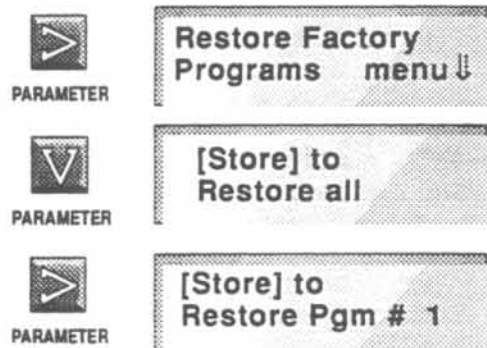 Restore Factory
Programs menu⇓
PARAMETER
[Store] to
Restore all
PARAMETER
[Store] to
Restore Pgm # 1
PARAMETER